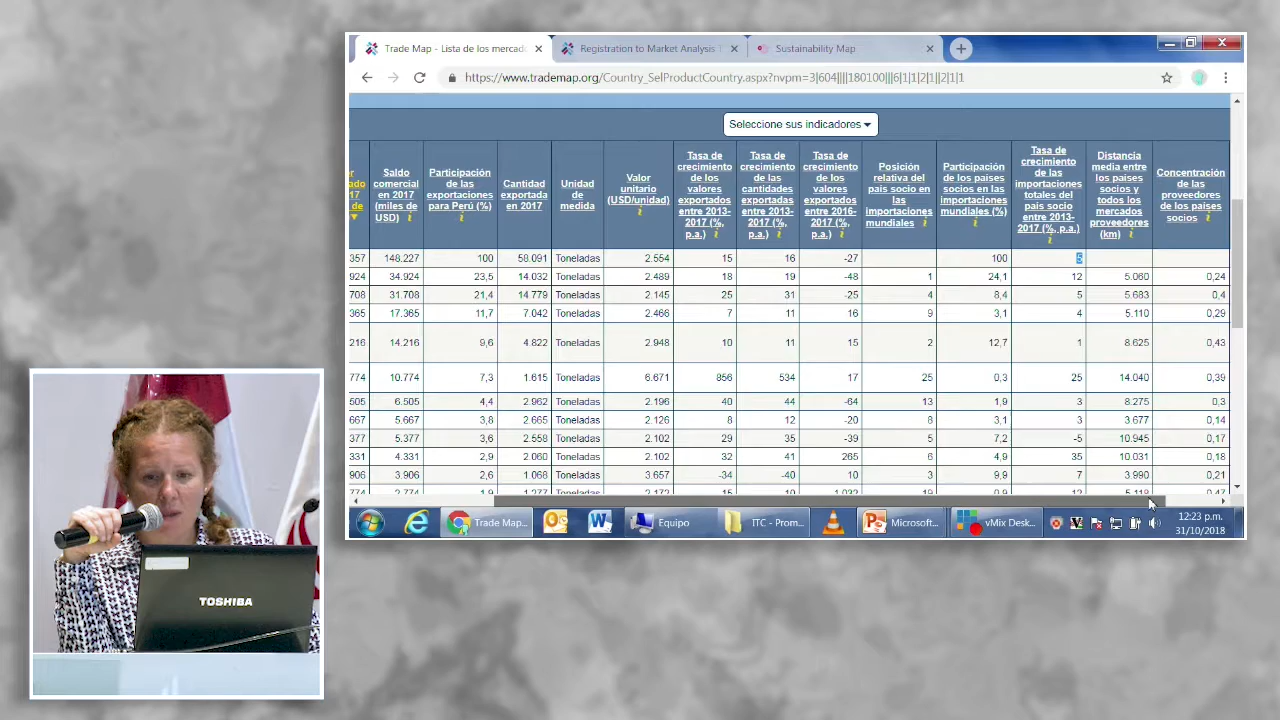 Trade Map - Lista de los mercado
Registration to Market Analysis T
Sustainability Map
https://www.trademap.org/Country_SelProductCountry.aspx?nvpm=3|604||||180100|||6|1|1|2|1||2|1|1
Seleccione sus indicadores
Saldo comercial en 2017 (miles de USD)
Participación de las exportaciones para Perú (%)
Cantidad exportada en 2017
Unidad de medida
Valor unitario (USD/unidad)
Tasa de crecimiento de los valores exportados entre 2013-2017 (%, p.a.)
Tasa de crecimiento de las cantidades exportadas entre 2013-2017 (%, p.a.)
Tasa de crecimiento de los valores exportados entre 2016-2017 (%, p.a.)
Posición relativa del país socio en las importaciones mundiales
Participación de los países socios en las importaciones mundiales (%)
Tasa de crecimiento de las importaciones totales del país socio entre 2013-2017 (%, p.a.)
Distancia media entre los países socios y todos los mercados proveedores (km)
Concentración de las proveedores de los países socios
357 148.227 100 58.091 Toneladas 2.554 15 16 -27 100 5
924 34.924 23,5 14.032 Toneladas 2.489 18 19 -48 1 24,1 12 5.060 0,24
708 31.708 21,4 14.779 Toneladas 2.145 25 31 -25 4 8,4 5 5.683 0,4
365 17.365 11,7 7.042 Toneladas 2.466 7 11 16 9 3,1 4 5.110 0,29
216 14.216 9,6 4.822 Toneladas 2.948 10 11 15 2 12,7 1 8.625 0,43
774 10.774 7,3 1.615 Toneladas 6.671 856 534 17 25 0,3 25 14.040 0,39
505 6.505 4,4 2.962 Toneladas 2.196 40 44 -64 13 1,9 3 8.275 0,3
667 5.667 3,8 2.665 Toneladas 2.126 8 12 -20 8 3,1 3 3.677 0,14
377 5.377 3,6 2.558 Toneladas 2.102 29 35 -39 5 7,2 -5 10.945 0,17
331 4.331 2,9 2.060 Toneladas 2.102 32 41 265 6 4,9 35 10.031 0,18
906 3.906 2,6 1.068 Toneladas 3.657 -34 -40 10 3 9,9 7 3.990 0,21
Trade Map...
Equipo
ITC - Prom...
Microsoft...
vMix Desk...
12:23 p.m.
31/10/2018
TOSHIBA